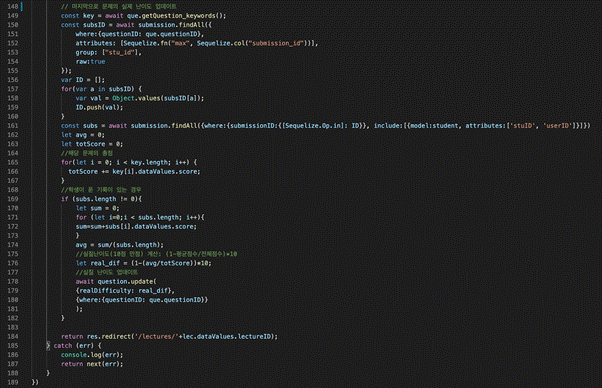 148 // 마지막으로 문제의 실제 난이도 업데이트
149 const key = await que.getQuestion_keywords();
150 const subsID = await submission.findAll({
151 where:{questionID: que.questionID},
152 attributes: [Sequelize.fn("max", Sequelize.col("submission_id"))],
153 group: ["stu_id"],
154 raw:true
155 });
156 var ID = [];
157 for(var a in subsID) {
158 var val = Object.values(subsID[a]);
159 ID.push(val);
160 }
161 const subs = await submission.findAll({where:{submissionID:{[Sequelize.Op.in]: ID}}, include:[{model:student, attributes:['stuID', 'userID']}]})
162 let avg = 0;
163 let totScore = 0;
164 //해당 문제의 총점
165 for(let i = 0; i < key.length; i++) {
166 totScore += key[i].dataValues.score;
167 }
168 //학생이 푼 기록이 있는 경우
169 if (subs.length != 0){
170 let sum = 0;
171 for (let i=0;i < subs.length; i++){
172 sum=sum+subs[i].dataValues.score;
173 }
174 avg = sum/(subs.length);
175 //실질난이도(10점 만점) 계산: (1-평균점수/전체점수)*10
176 let real_dif = (1-(avg/totScore))*10;
177 //실질 난이도 업데이트
178 await question.update(
179 {realDifficulty: real_dif},
180 {where:{questionID: que.questionID}}
181 );
182 }
183
184 return res.redirect('/lectures/'+lec.dataValues.lectureID);
185 } catch (err) {
186 console.log(err);
187 return next(err);
188 }
189 })